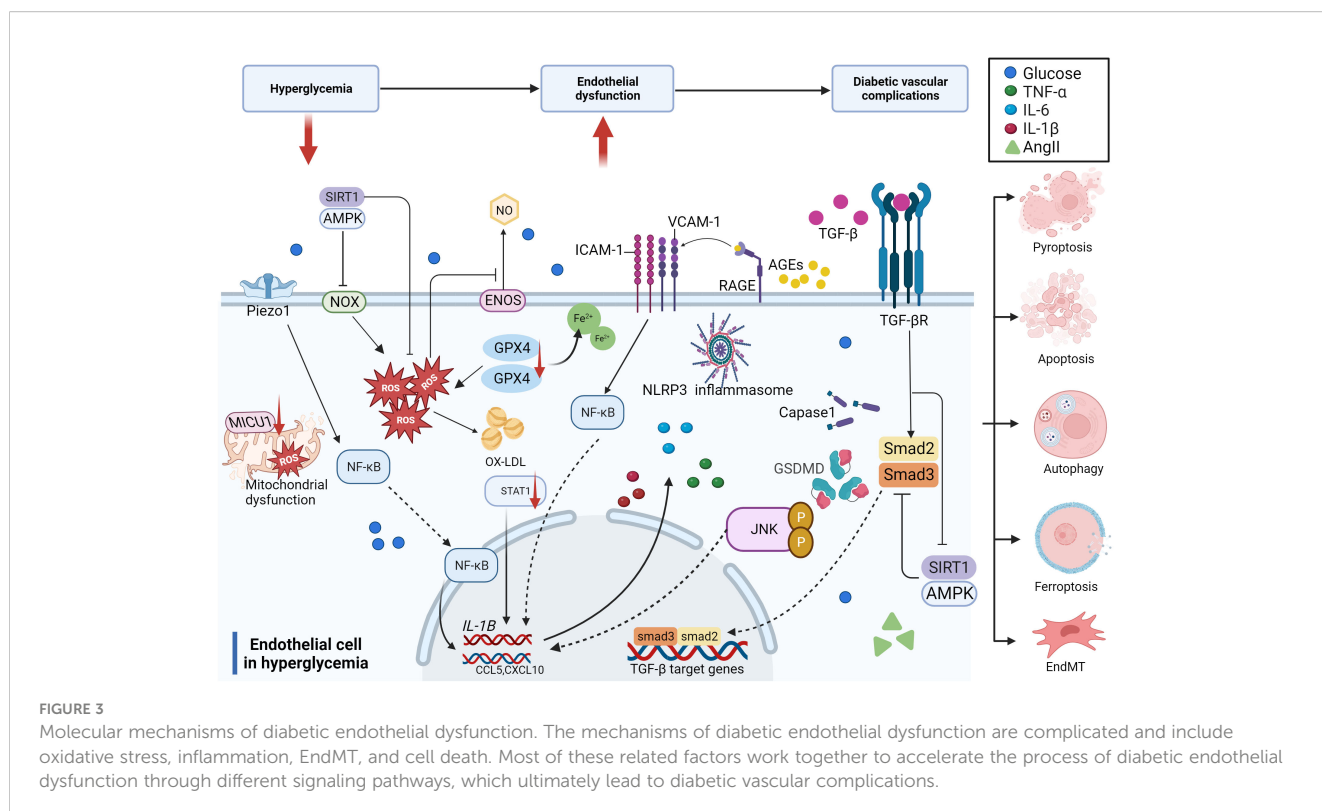 Hyperglycemia
Endothelial
dysfunction
Diabetic vascular
complications
Glucose
TNF-α
IL-6
IL-1β
AngII
SIRT1
AMPK
NO
ICAM-1
VCAM-1
TGF-β
AGEs
RAGE
Piezo1
NOX
ENOS
TGF-βR
Fe²⁺
Fe²⁺
GPX4
GPX4
ROS
ROS
ROS
NLRP3 inflammasome
MICU1
ROS
Mitochondrial
dysfunction
NF-κB
OX-LDL
STAT1
NF-κB
Capase1
GSDMD
Smad2
Smad3
JNK
P
P
SIRT1
AMPK
NF-κB
IL-1B
CCL5,CXCL10
smad3 smad2
TGF-β target genes
Endothelial cell
in hyperglycemia
Pyroptosis
Apoptosis
Autophagy
Ferroptosis
EndMT
FIGURE 3
Molecular mechanisms of diabetic endothelial dysfunction. The mechanisms of diabetic endothelial dysfunction are complicated and include
oxidative stress, inflammation, EndMT, and cell death. Most of these related factors work together to accelerate the process of diabetic endothelial
dysfunction through different signaling pathways, which ultimately lead to diabetic vascular complications.